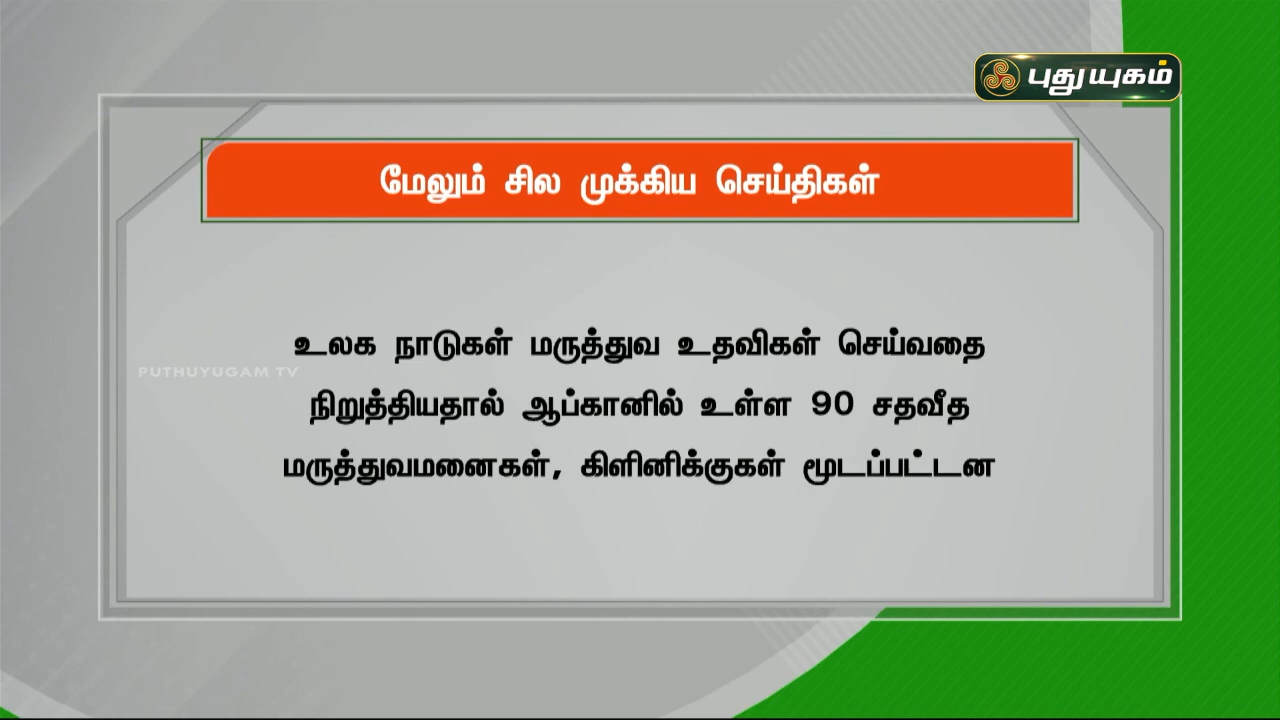 புதுயுகம்
மேலும் சில முக்கிய செய்திகள்
உலக நாடுகள் மருத்துவ உதவிகள் செய்வதை
PUTHUYUGAM TV
நிறுத்தியதால் ஆப்கானில் உள்ள 90 சதவீத
மருத்துவமனைகள், கிளினிக்குகள் மூடப்பட்டன